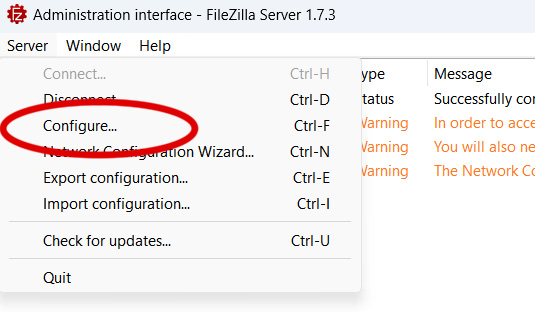 Administration interface - FileZilla Server 1.7.3
Server Window Help
Connect... Ctrl-H
Disconnect Ctrl-D
Configure... Ctrl-F
Network Configuration Wizard... Ctrl-N
Export configuration... Ctrl-E
Import configuration... Ctrl-I
Check for updates... Ctrl-U
Quit
ype Message
tatus Successfully con
Warning In order to acce
Warning You will also ne
Warning The Network Co